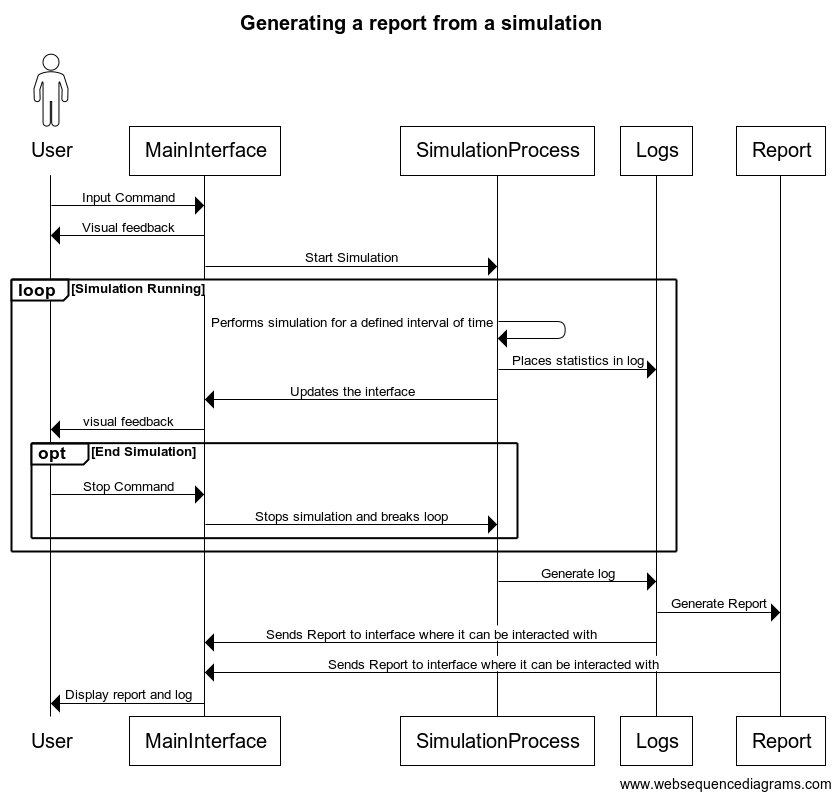 Generating a report from a simulation
User
MainInterface
SimulationProcess
Logs
Report
Input Command
Visual feedback
Start Simulation
loop
[Simulation Running]
Performs simulation for a defined interval of time
Places statistics in log
Updates the interface
visual feedback
opt
[End Simulation]
Stop Command
Stops simulation and breaks loop
Generate log
Generate Report
Sends Report to interface where it can be interacted with
Sends Report to interface where it can be interacted with
Display report and log
User
MainInterface
SimulationProcess
Logs
Report
www.websequencediagrams.com